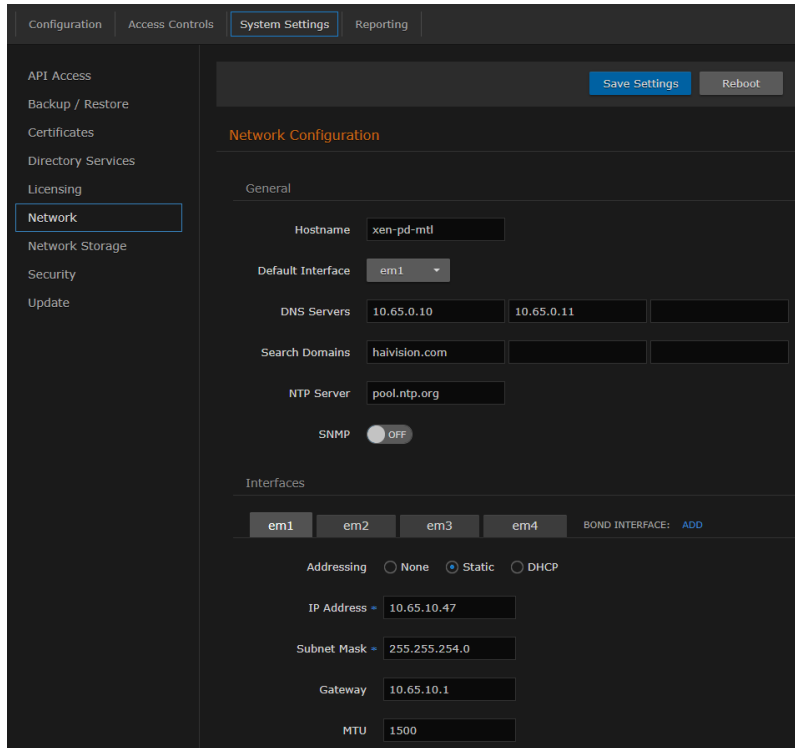 Configuration Access Controls System Settings Reporting
API Access
Backup / Restore
Certificates
Directory Services
Licensing
Network
Network Storage
Security
Update
Save Settings Reboot
Network Configuration
General
Hostname xen-pd-mtl
Default Interface em1
DNS Servers 10.65.0.10 10.65.0.11
Search Domains haivision.com
NTP Server pool.ntp.org
SNMP OFF
Interfaces
em1 em2 em3 em4 BOND INTERFACE: ADD
Addressing None Static DHCP
IP Address 10.65.10.47
Subnet Mask 255.255.254.0
Gateway 10.65.10.1
MTU 1500